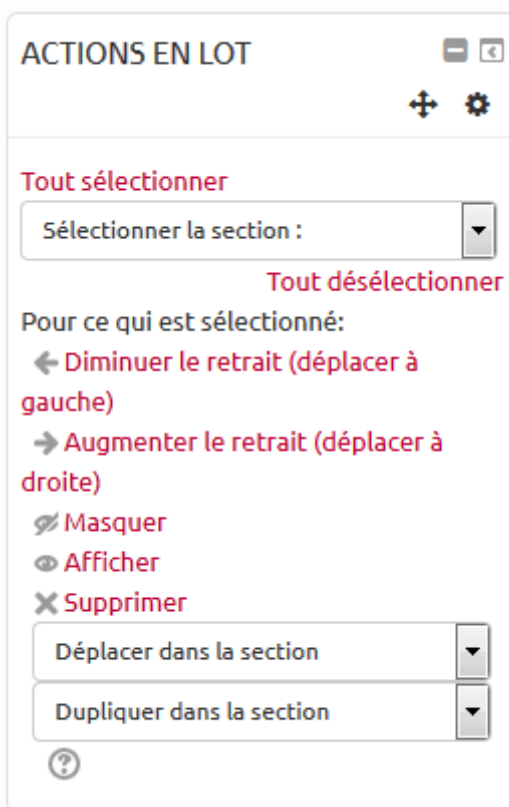 ACTIONS EN LOT
Tout sélectionner
Sélectionner la section :
Tout désélectionner
Pour ce qui est sélectionné:
Diminuer le retrait (déplacer à
gauche)
Augmenter le retrait (déplacer à
droite)
Masquer
Afficher
Supprimer
Déplacer dans la section
Dupliquer dans la section
?